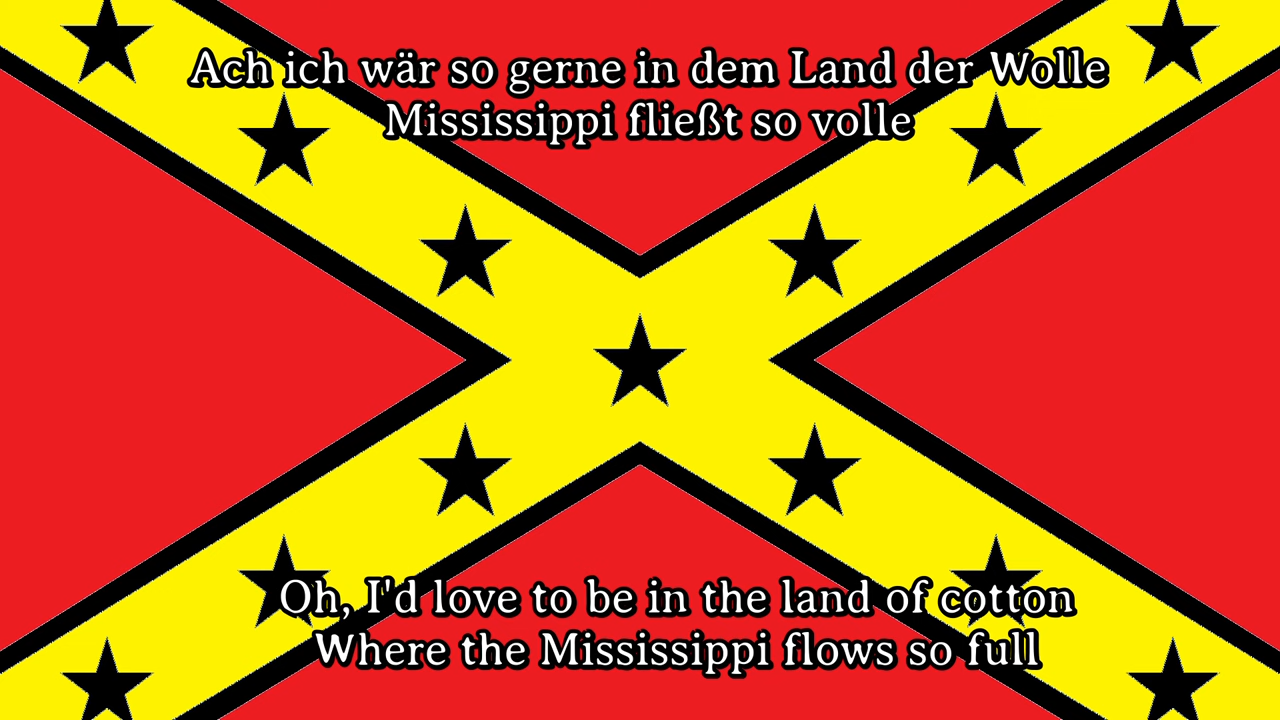 Ach ich wär so gerne in dem Land der Wolle
Mississippi fließt so volle
Oh, I'd love to be in the land of cotton
Where the Mississippi flows so full